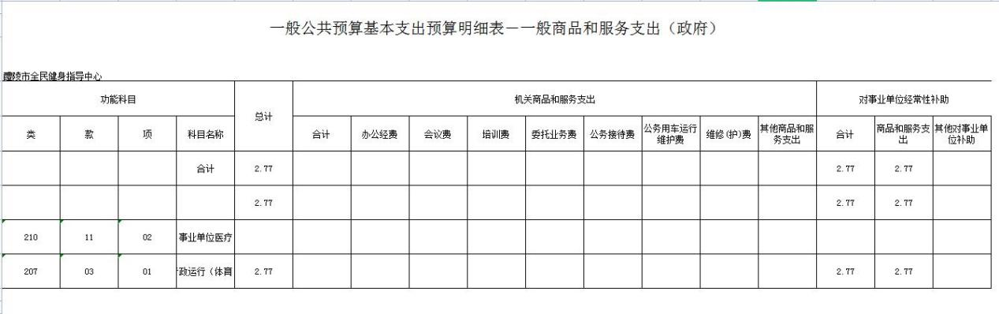 一般公共预算基本支出预算明细表—一般商品和服务支出（政府）
醴陵市全民健身指导中心
功能科目 总计 机关商品和服务支出 对事业单位经常性补助
类 款 项 科目名称 合计 办公经费 会议费 培训费 委托业务费 公务接待费 公务用车运行维护费 维修(护)费 其他商品和服务支出 合计 商品和服务支出 其他对事业单位补助
合计 2.77 2.77 2.77
2.77 2.77 2.77
210 11 02 事业单位医疗
207 03 01 政运行（体育 2.77 2.77 2.77